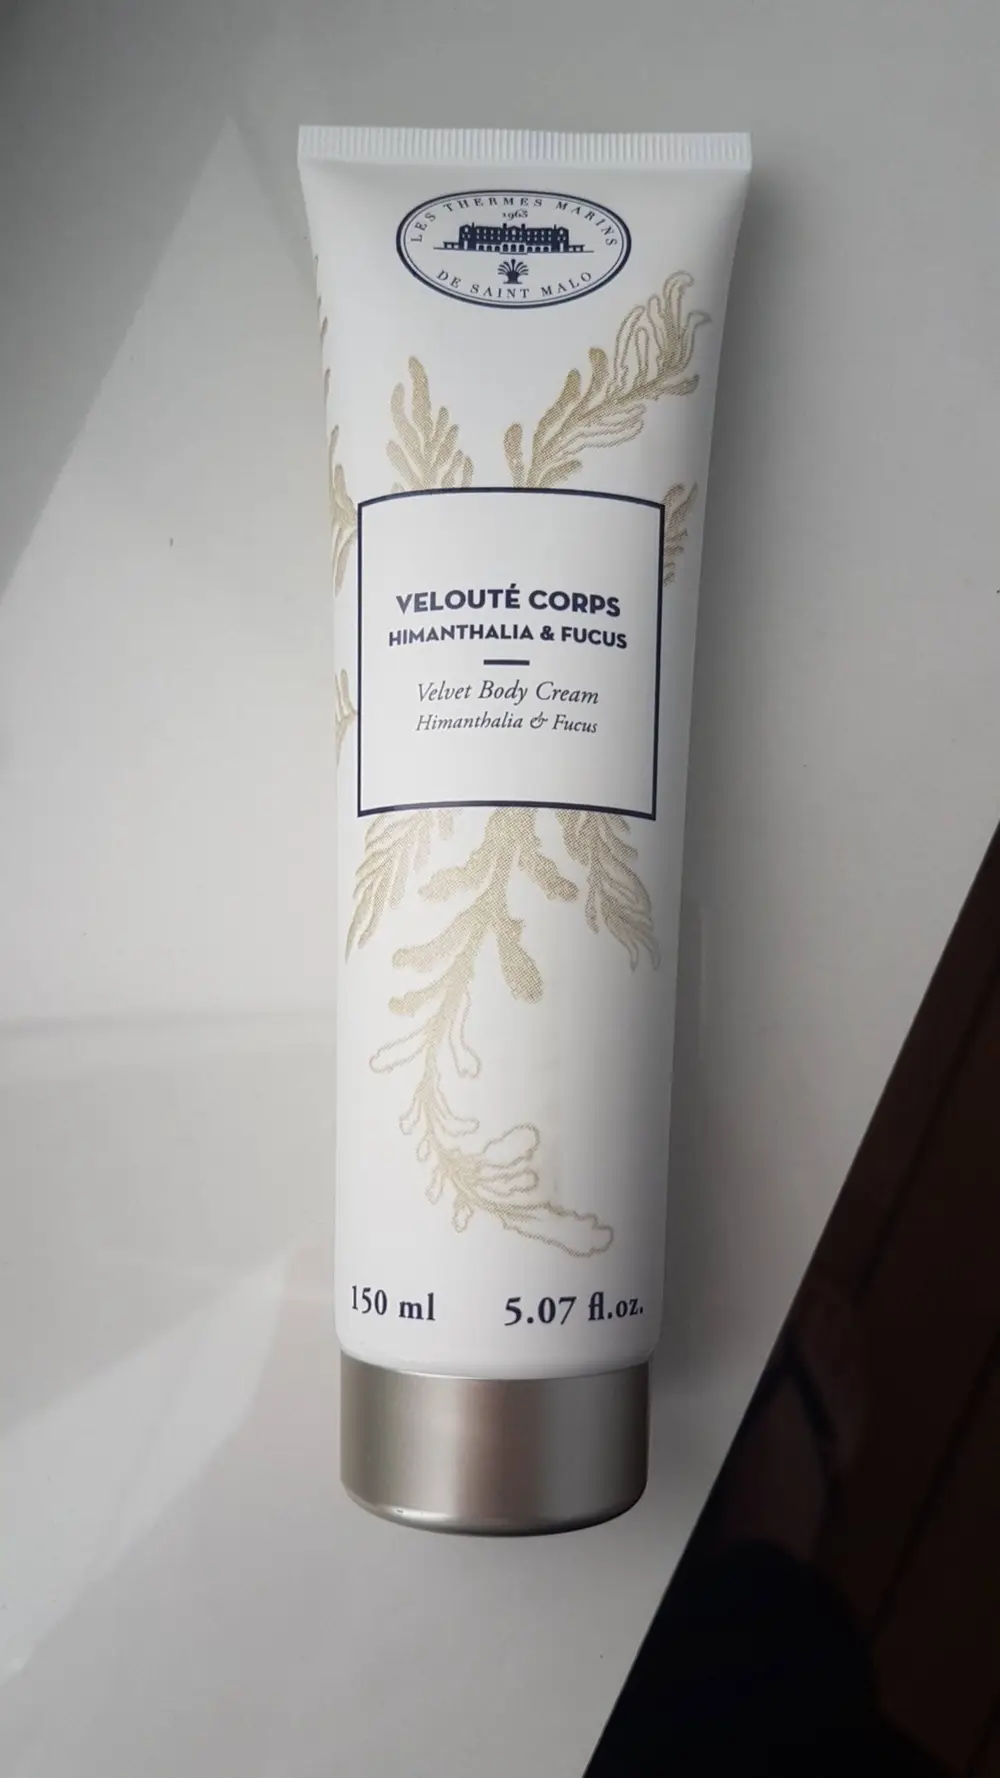 LES THERMES MARINS
1963
DE SAINT MALO
VELOUTÉ CORPS
HIMANTHALIA & FUCUS
Velvet Body Cream
Himanthalia & Fucus
150 ml 5.07 fl.oz.